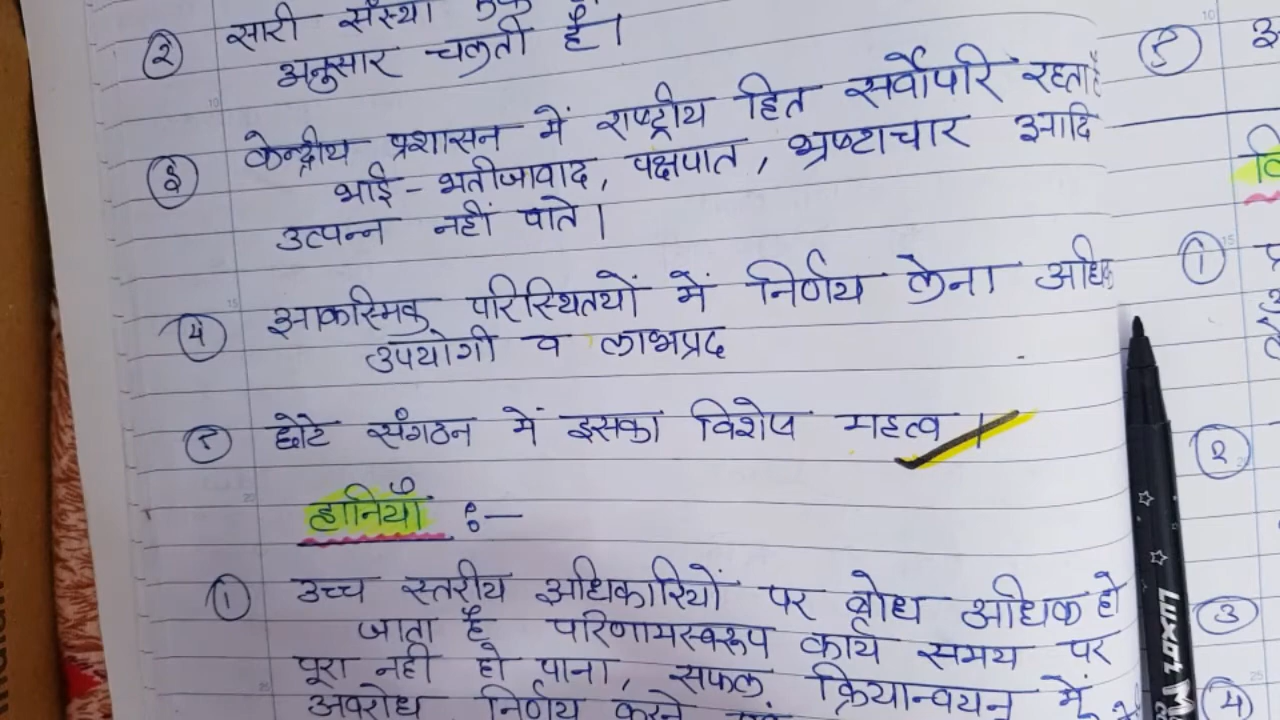 ② सारी संस्था
अनुसार चलती है।
③ केन्द्रीय प्रशासन में राष्ट्रीय हित सर्वोपरि रहता है
भाई - भतीजावाद, पक्षपात, भ्रष्टाचार आदि
उत्पन्न नहीं पाते।
④ आकस्मिक परिस्थितयों में निर्णय लेना अधिक
उपयोगी व लाभप्रद
⑤ छोटे संगठन में इसका विशेष महत्व।
हानियाँ :-
① उच्च स्तरीय अधिकारियों पर बोध अधिक हो
जाता है परिणामस्वरूप कार्य समय पर
पूरा नही हो पाना, सफल क्रियान्वयन में
अवरोध निर्णय करने
⑤
①
②
③
④
LUXOR